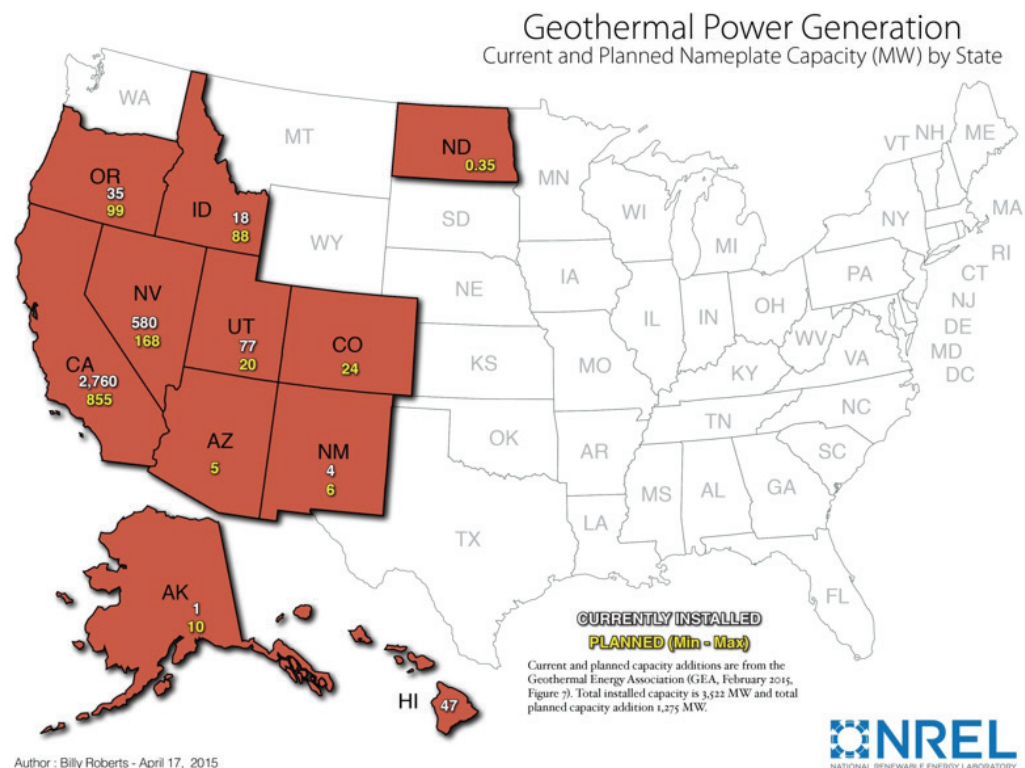 Geothermal Power Generation
Current and Planned Nameplate Capacity (MW) by State
WA
MT
ND
0.35
MN
VT
NH
ME
OR
35
99
ID
18
88
WY
SD
WI
MI
NY
MA
RI
CT
NJ
DE
MD
DC
NV
580
168
UT
77
20
CO
24
NE
IA
IL
IN
OH
PA
WV
VA
CA
2,760
855
KS
MO
KY
AZ
5
NM
4
6
OK
AR
TN
NC
SC
MS
AL
GA
TX
LA
FL
AK
1
10
HI
47
CURRENTLY INSTALLED
PLANNED (Min - Max)
Current and planned capacity additions are from the
Geothermal Energy Association (GEA, February 2015,
Figure 7). Total installed capacity is 3,522 MW and total
planned capacity addition 1,275 MW.
NREL
NATIONAL RENEWABLE ENERGY LABORATORY
Author : Billy Roberts - April 17, 2015